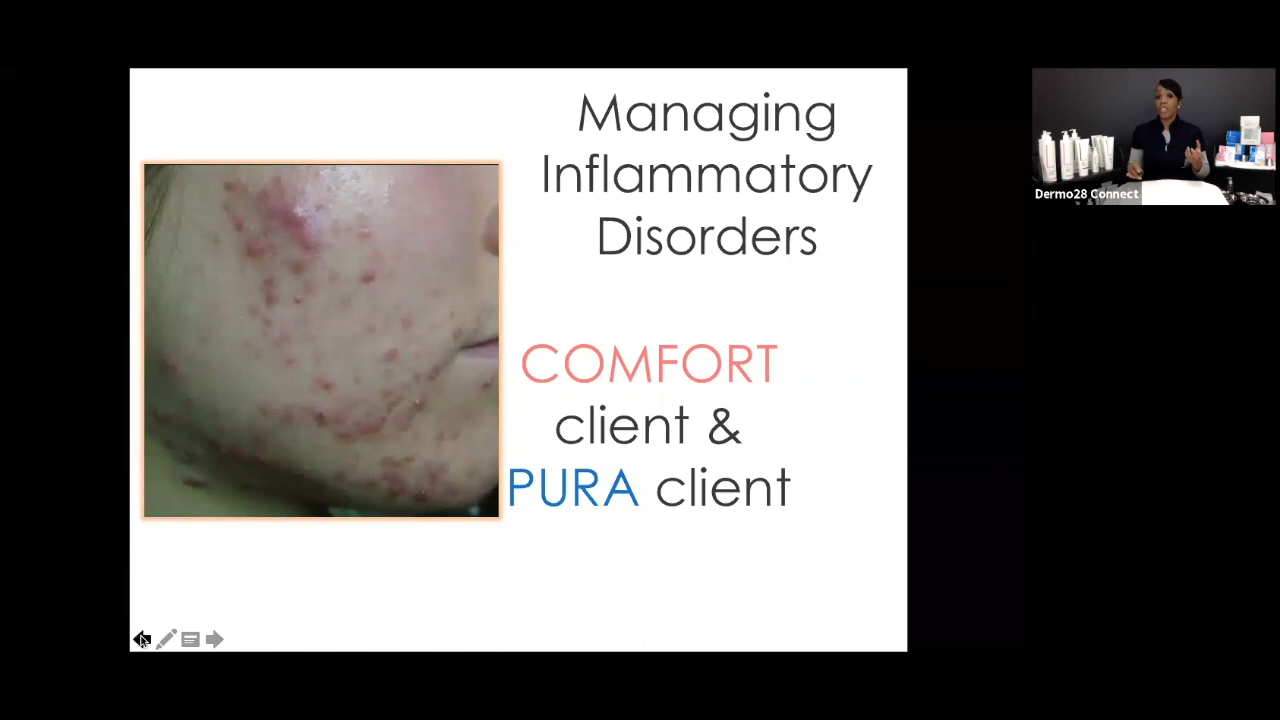 Managing
Inflammatory
Disorders
COMFORT
client &
PURA client
Dermo28 Connect